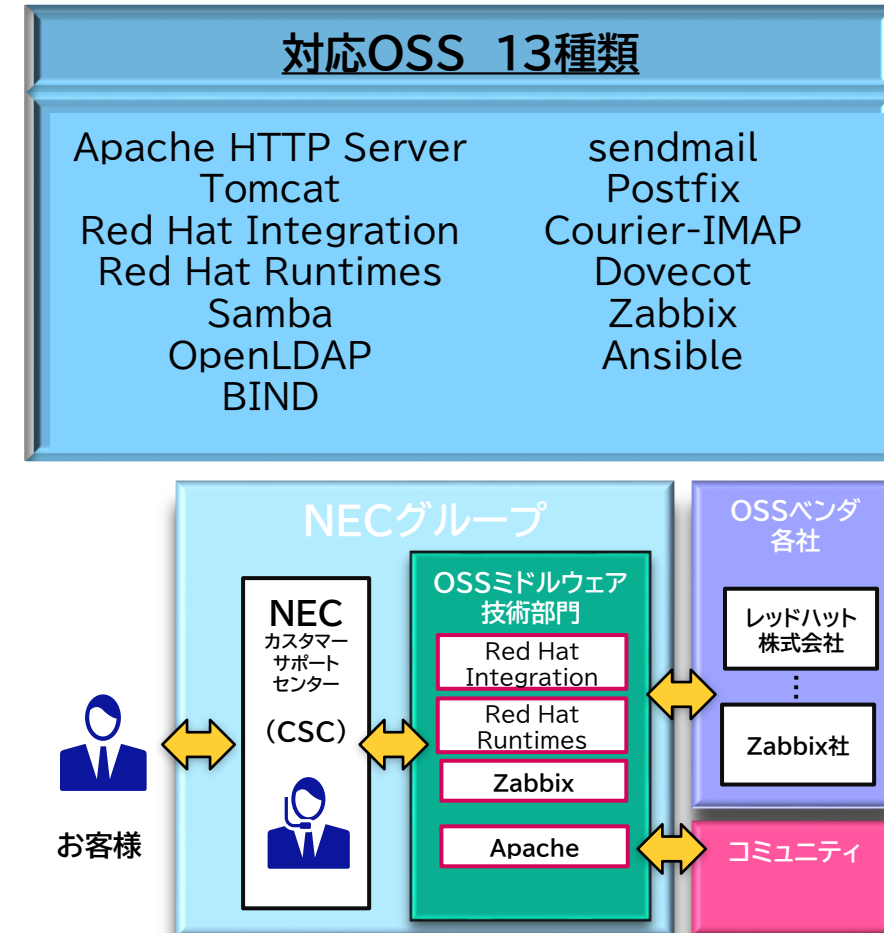 対応OSS 13種類
Apache HTTP Server
Tomcat
Red Hat Integration
Red Hat Runtimes
Samba
OpenLDAP
BIND
sendmail
Postfix
Courier-IMAP
Dovecot
Zabbix
Ansible
NECグループ
お客様
NEC
カスタマー
サポート
センター
(CSC)
OSSミドルウェア
技術部門
Red Hat
Integration
Red Hat
Runtimes
Zabbix
Apache
OSSベンダ
各社
レッドハット
株式会社
⋮
Zabbix社
コミュニティ